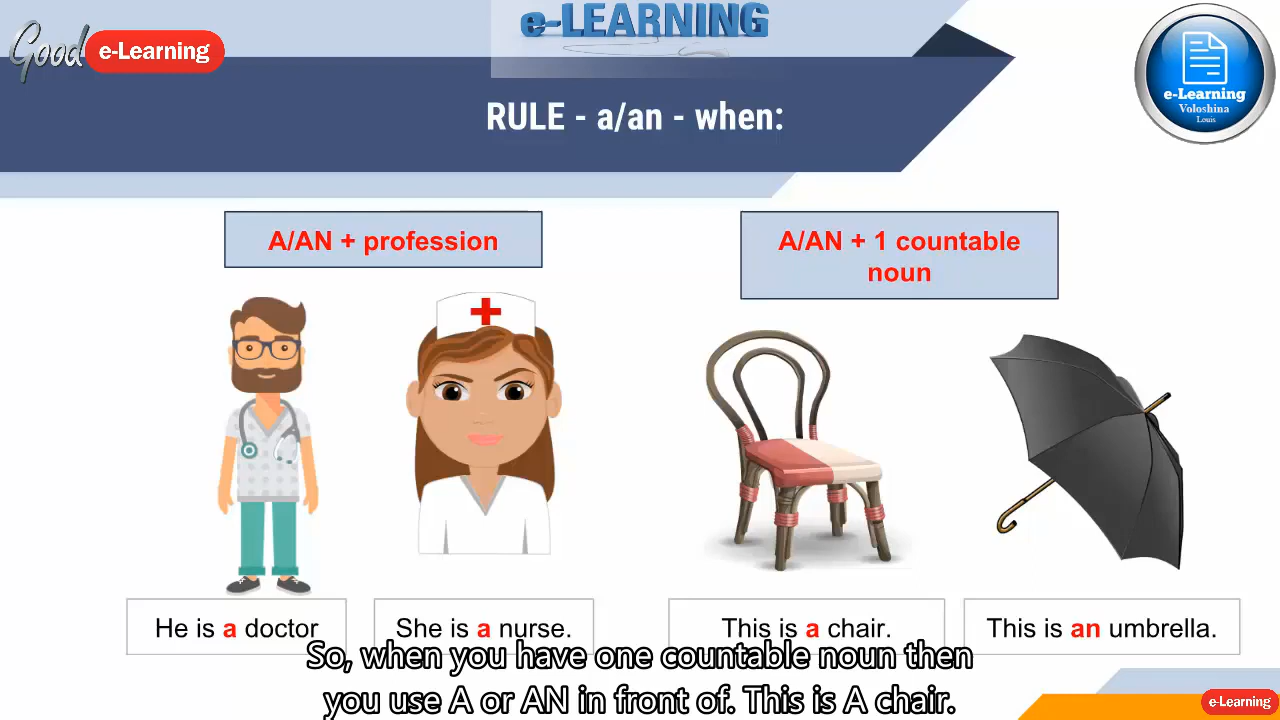 Good e-Learning
e-LEARNING
e-Learning
Voloshina
Louis
RULE - a/an - when:
A/AN + profession
A/AN + 1 countable
noun
He is a doctor
She is a nurse.
This is a chair.
This is an umbrella.
So, when you have one countable noun then
you use A or AN in front of. This is A chair.
e-Learning